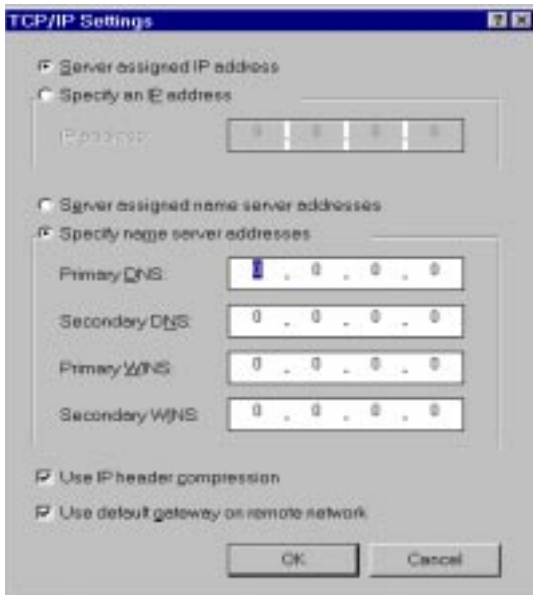 TCP/IP Settings
Server assigned IP address
Specify an IP address
IP address:
0 . 0 . 0 . 0
Server assigned name server addresses
Specify name server addresses
Primary DNS: 0 . 0 . 0 . 0
Secondary DNS: 0 . 0 . 0 . 0
Primary WINS: 0 . 0 . 0 . 0
Secondary WINS: 0 . 0 . 0 . 0
Use IP header compression
Use default gateway on remote network
OK Cancel